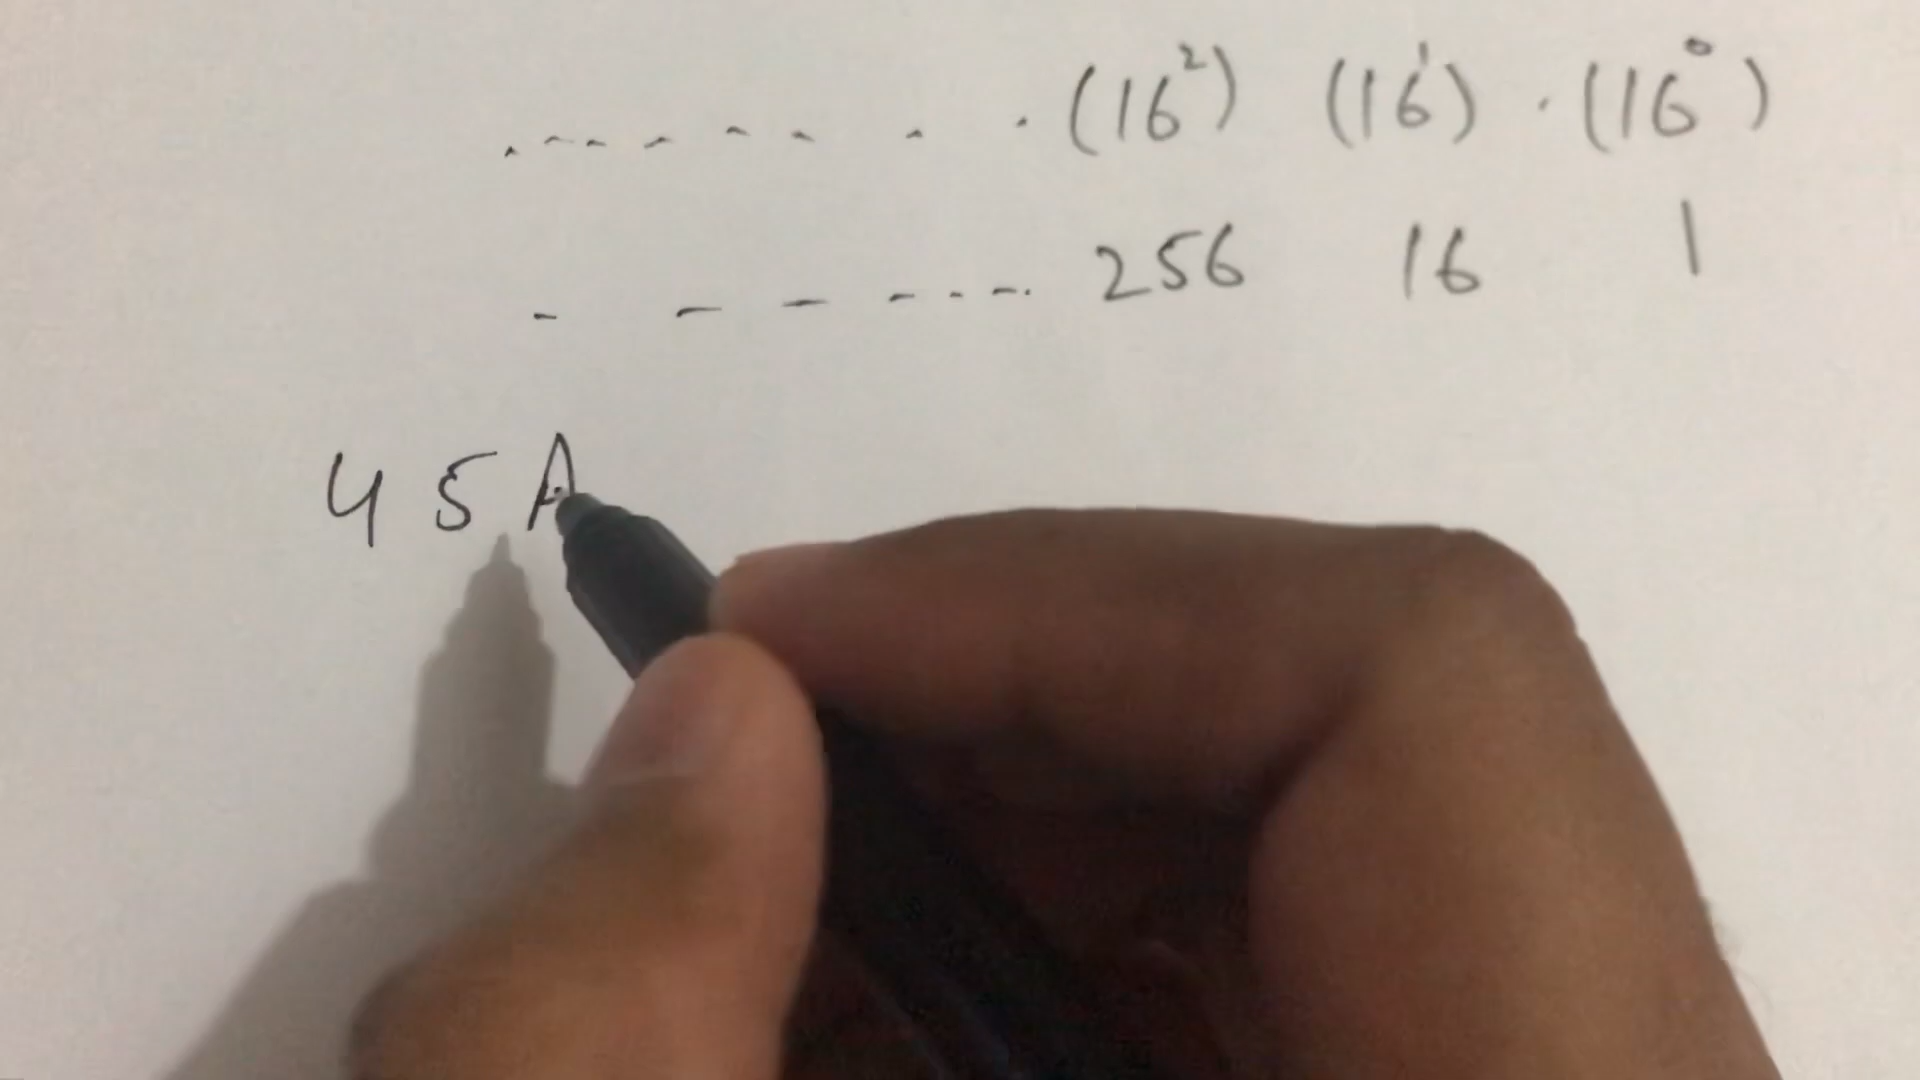 . - - - - - - . (16²) (16¹) . (16⁰)
- - - - - - . 256 16 1
45A